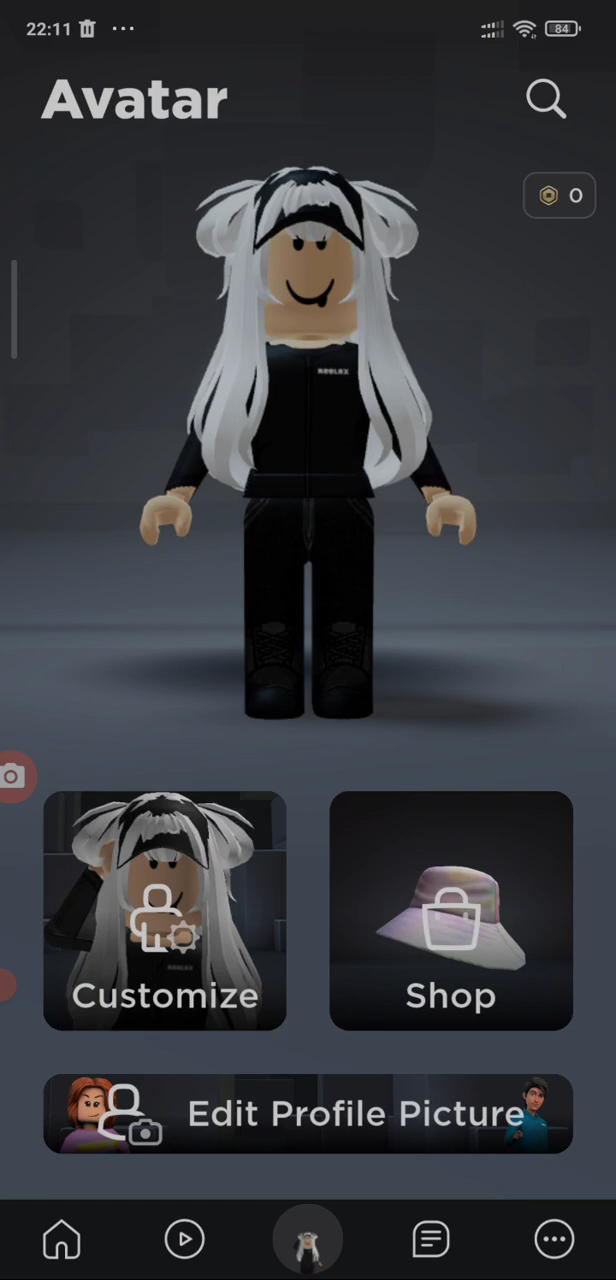 22:11 84
Avatar
0
ROBLOX
Customize
Shop
Edit Profile Picture